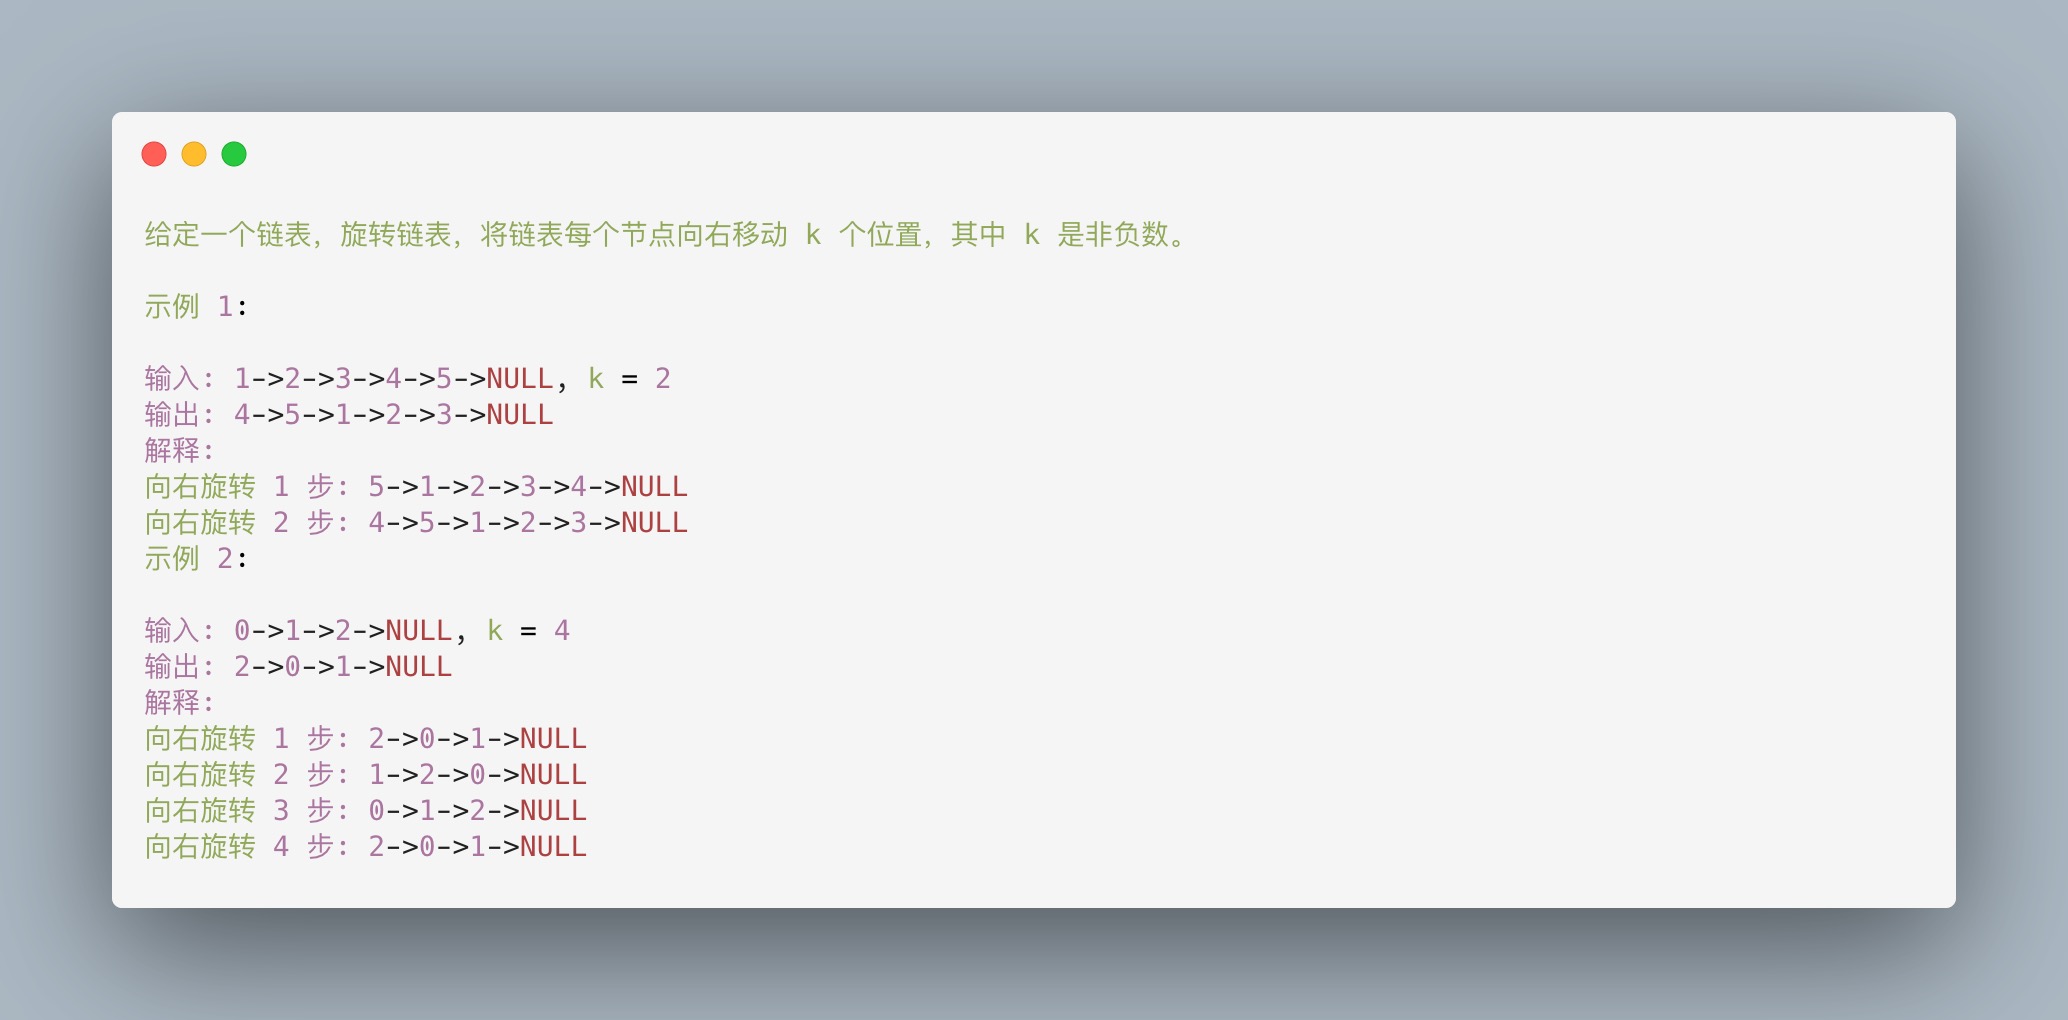 给定一个链表，旋转链表，将链表每个节点向右移动 k 个位置，其中 k 是非负数。
示例 1:
输入: 1->2->3->4->5->NULL, k = 2
输出: 4->5->1->2->3->NULL
解释:
向右旋转 1 步: 5->1->2->3->4->NULL
向右旋转 2 步: 4->5->1->2->3->NULL
示例 2:
输入: 0->1->2->NULL, k = 4
输出: 2->0->1->NULL
解释:
向右旋转 1 步: 2->0->1->NULL
向右旋转 2 步: 1->2->0->NULL
向右旋转 3 步: 0->1->2->NULL
向右旋转 4 步: 2->0->1->NULL